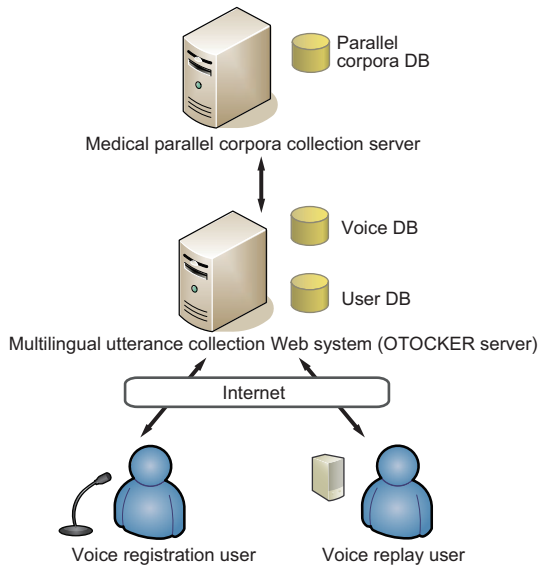 Parallel
corpora DB
Medical parallel corpora collection server
Voice DB
User DB
Multilingual utterance collection Web system (OTOCKER server)
Internet
Voice registration user
Voice replay user